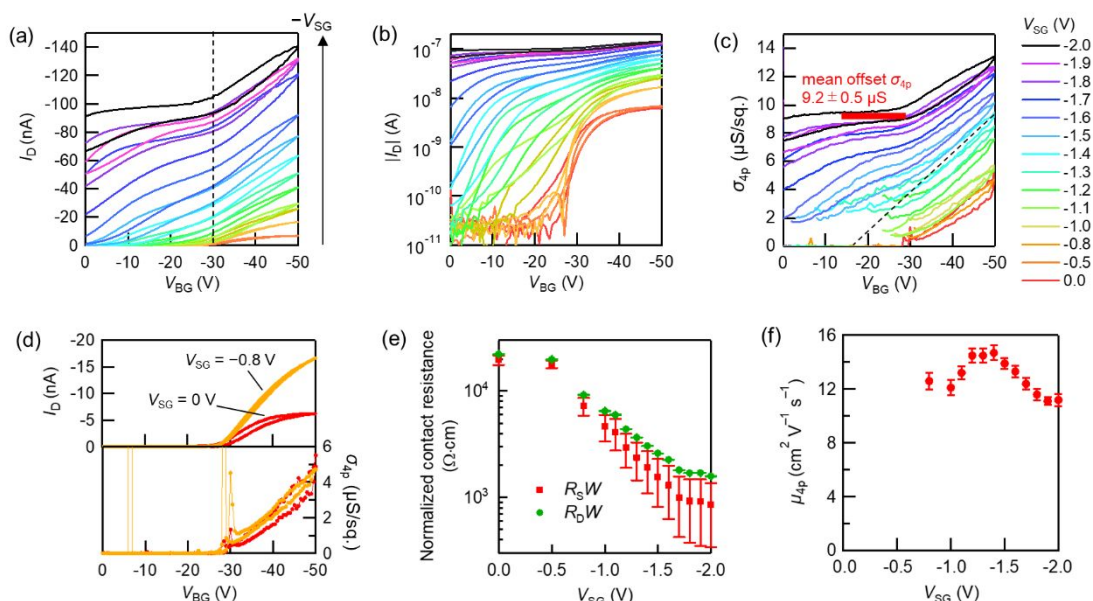 (a)
−V_SG
I_D (nA)
-140
-120
-100
-80
-60
-40
-20
0
0 -10 -20 -30 -40 -50
V_BG (V)
(b)
|I_D| (A)
10^-7
10^-8
10^-9
10^-10
10^-11
0 -10 -20 -30 -40 -50
V_BG (V)
(c)
σ_4p (μS/sq.)
14
12
10
8
6
4
2
0
mean offset σ_4p
9.2 ± 0.5 μS
0 -10 -20 -30 -40 -50
V_BG (V)
V_SG (V)
-2.0
-1.9
-1.8
-1.7
-1.6
-1.5
-1.4
-1.3
-1.2
-1.1
-1.0
-0.8
-0.5
0.0
(d)
I_D (nA)
-20
-15
-10
-5
0
V_SG = −0.8 V
V_SG = 0 V
6
4
2
0
σ_4p (μS/sq.)
0 -10 -20 -30 -40 -50
V_BG (V)
(e)
Normalized contact resistance
(Ω·cm)
10^4
10^3
R_SW
R_DW
0.0 -0.5 -1.0 -1.5 -2.0
V_SG (V)
(f)
μ_4p (cm^2 V^−1 s^−1)
16
12
8
4
0
0.0 -0.5 -1.0 -1.5 -2.0
V_SG (V)